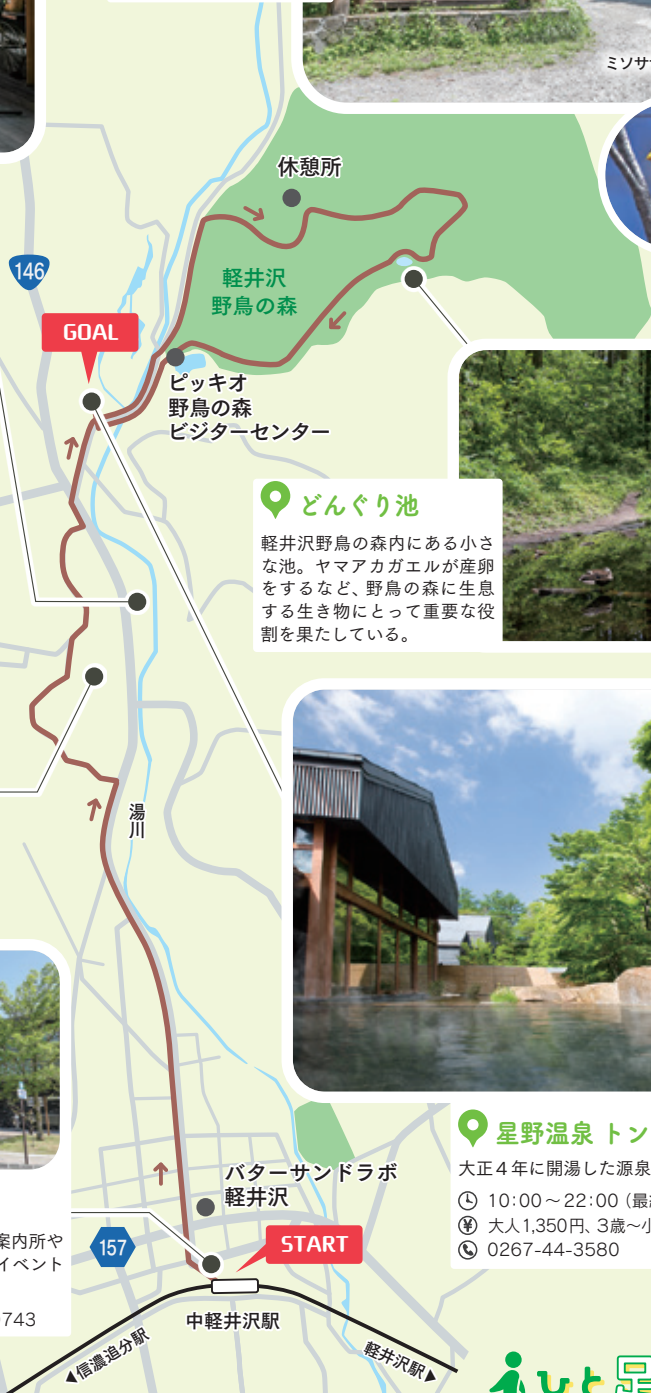 ミソサ
休憩所
146
軽井沢
野鳥の森
GOAL
ピッキオ
野鳥の森
ビジターセンター
どんぐり池
軽井沢野鳥の森内にある小さ
な池。ヤマアカガエルが産卵
をするなど、野鳥の森に生息
する生き物にとって重要な役
割を果たしている。
湯川
星野温泉 トン
大正4年に開湯した源泉
10:00〜22:00（最終
大人1,350円、3歳〜小
0267-44-3580
バターサンドラボ
軽井沢
案内所や
イベント
743
157
START
中軽井沢駅
◀信濃追分駅
軽井沢駅▶
ひと